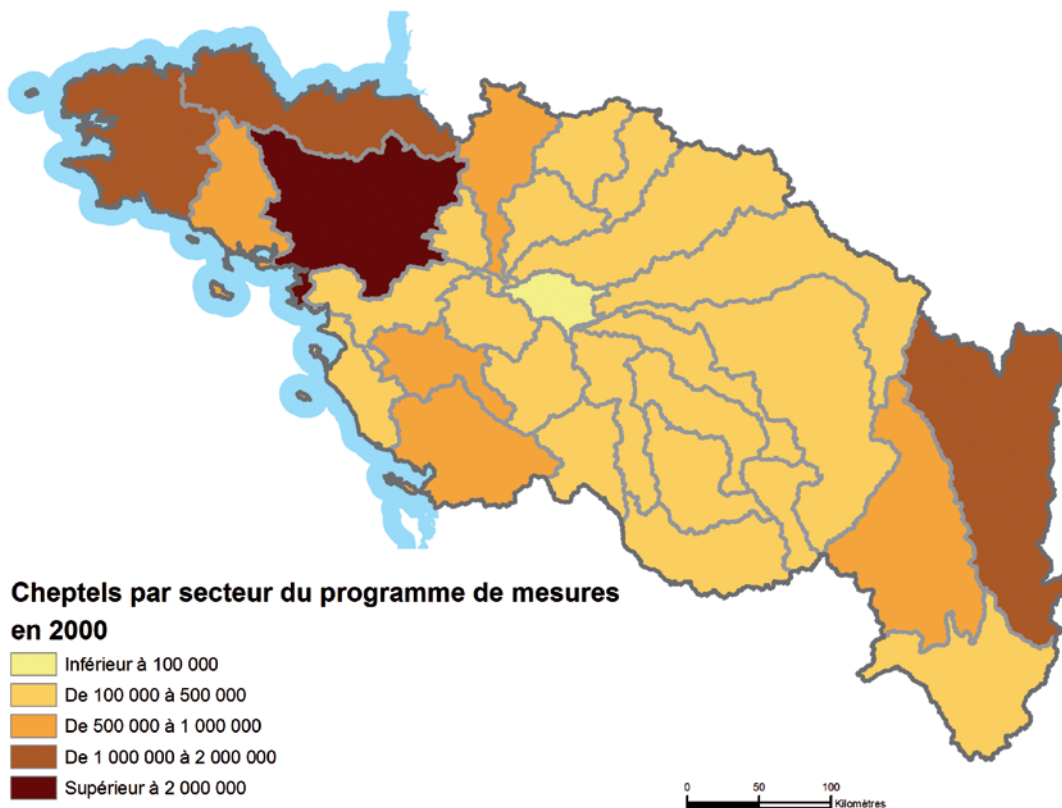 Cheptels par secteur du programme de mesures
en 2000
Inférieur à 100 000
De 100 000 à 500 000
De 500 000 à 1 000 000
De 1 000 000 à 2 000 000
Supérieur à 2 000 000
0 50 100
Kilomètres